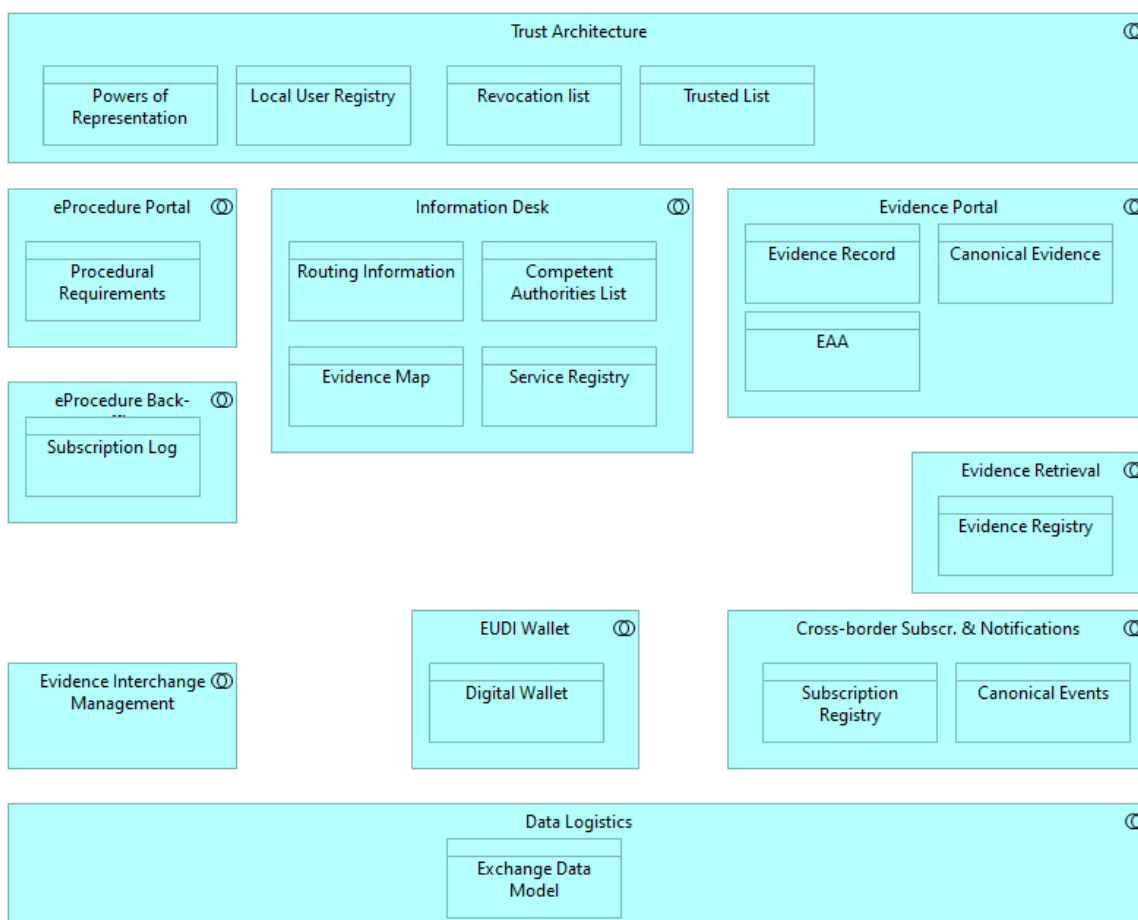 Trust Architecture
Powers of
Representation
Local User Registry
Revocation list
Trusted List
eProcedure Portal
Procedural
Requirements
Information Desk
Routing Information
Competent
Authorities List
Evidence Map
Service Registry
Evidence Portal
Evidence Record
Canonical Evidence
EAA
eProcedure Back-
Subscription Log
Evidence Retrieval
Evidence Registry
Evidence Interchange
Management
EUDI Wallet
Digital Wallet
Cross-border Subscr. & Notifications
Subscription
Registry
Canonical Events
Data Logistics
Exchange Data
Model